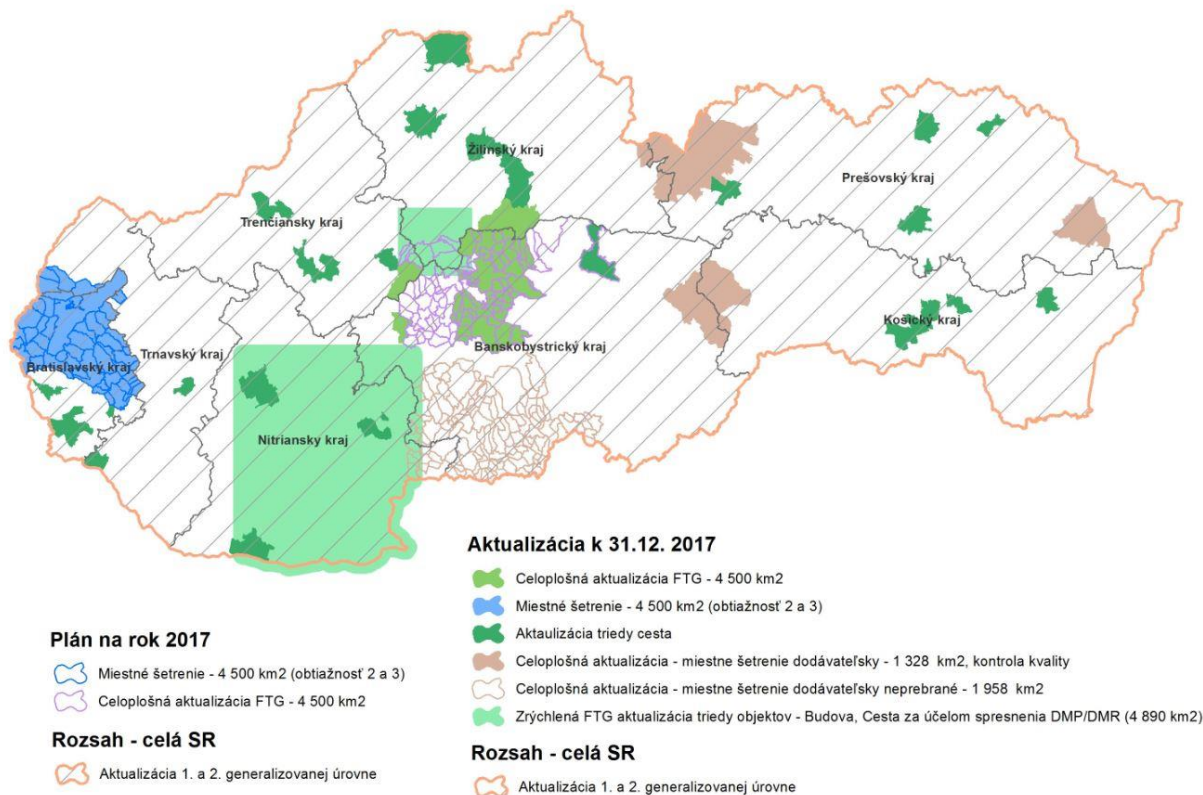 Žilinský kraj
Prešovský kraj
Trenčiansky kraj
Košický kraj
Banskobystrický kraj
Trnavský kraj
Bratislavský kraj
Nitriansky kraj
Plán na rok 2017
Miestné šetrenie - 4 500 km2 (obtiažnosť 2 a 3)
Celoplošná aktualizácia FTG - 4 500 km2
Rozsah - celá SR
Aktualizácia 1. a 2. generalizovanej úrovne
Aktualizácia k 31.12. 2017
Celoplošná aktualizácia FTG - 4 500 km2
Miestné šetrenie - 4 500 km2 (obtiažnosť 2 a 3)
Aktaulizácia triedy cesta
Celoplošná aktualizácia - miestne šetrenie dodávateľsky - 1 328 km2, kontrola kvality
Celoplošná aktualizácia - miestne šetrenie dodávateľsky neprebrané - 1 958 km2
Zrýchlená FTG aktualizácia triedy objektov - Budova, Cesta za účelom spresnenia DMP/DMR (4 890 km2)
Rozsah - celá SR
Aktualizácia 1. a 2. generalizovanej úrovne